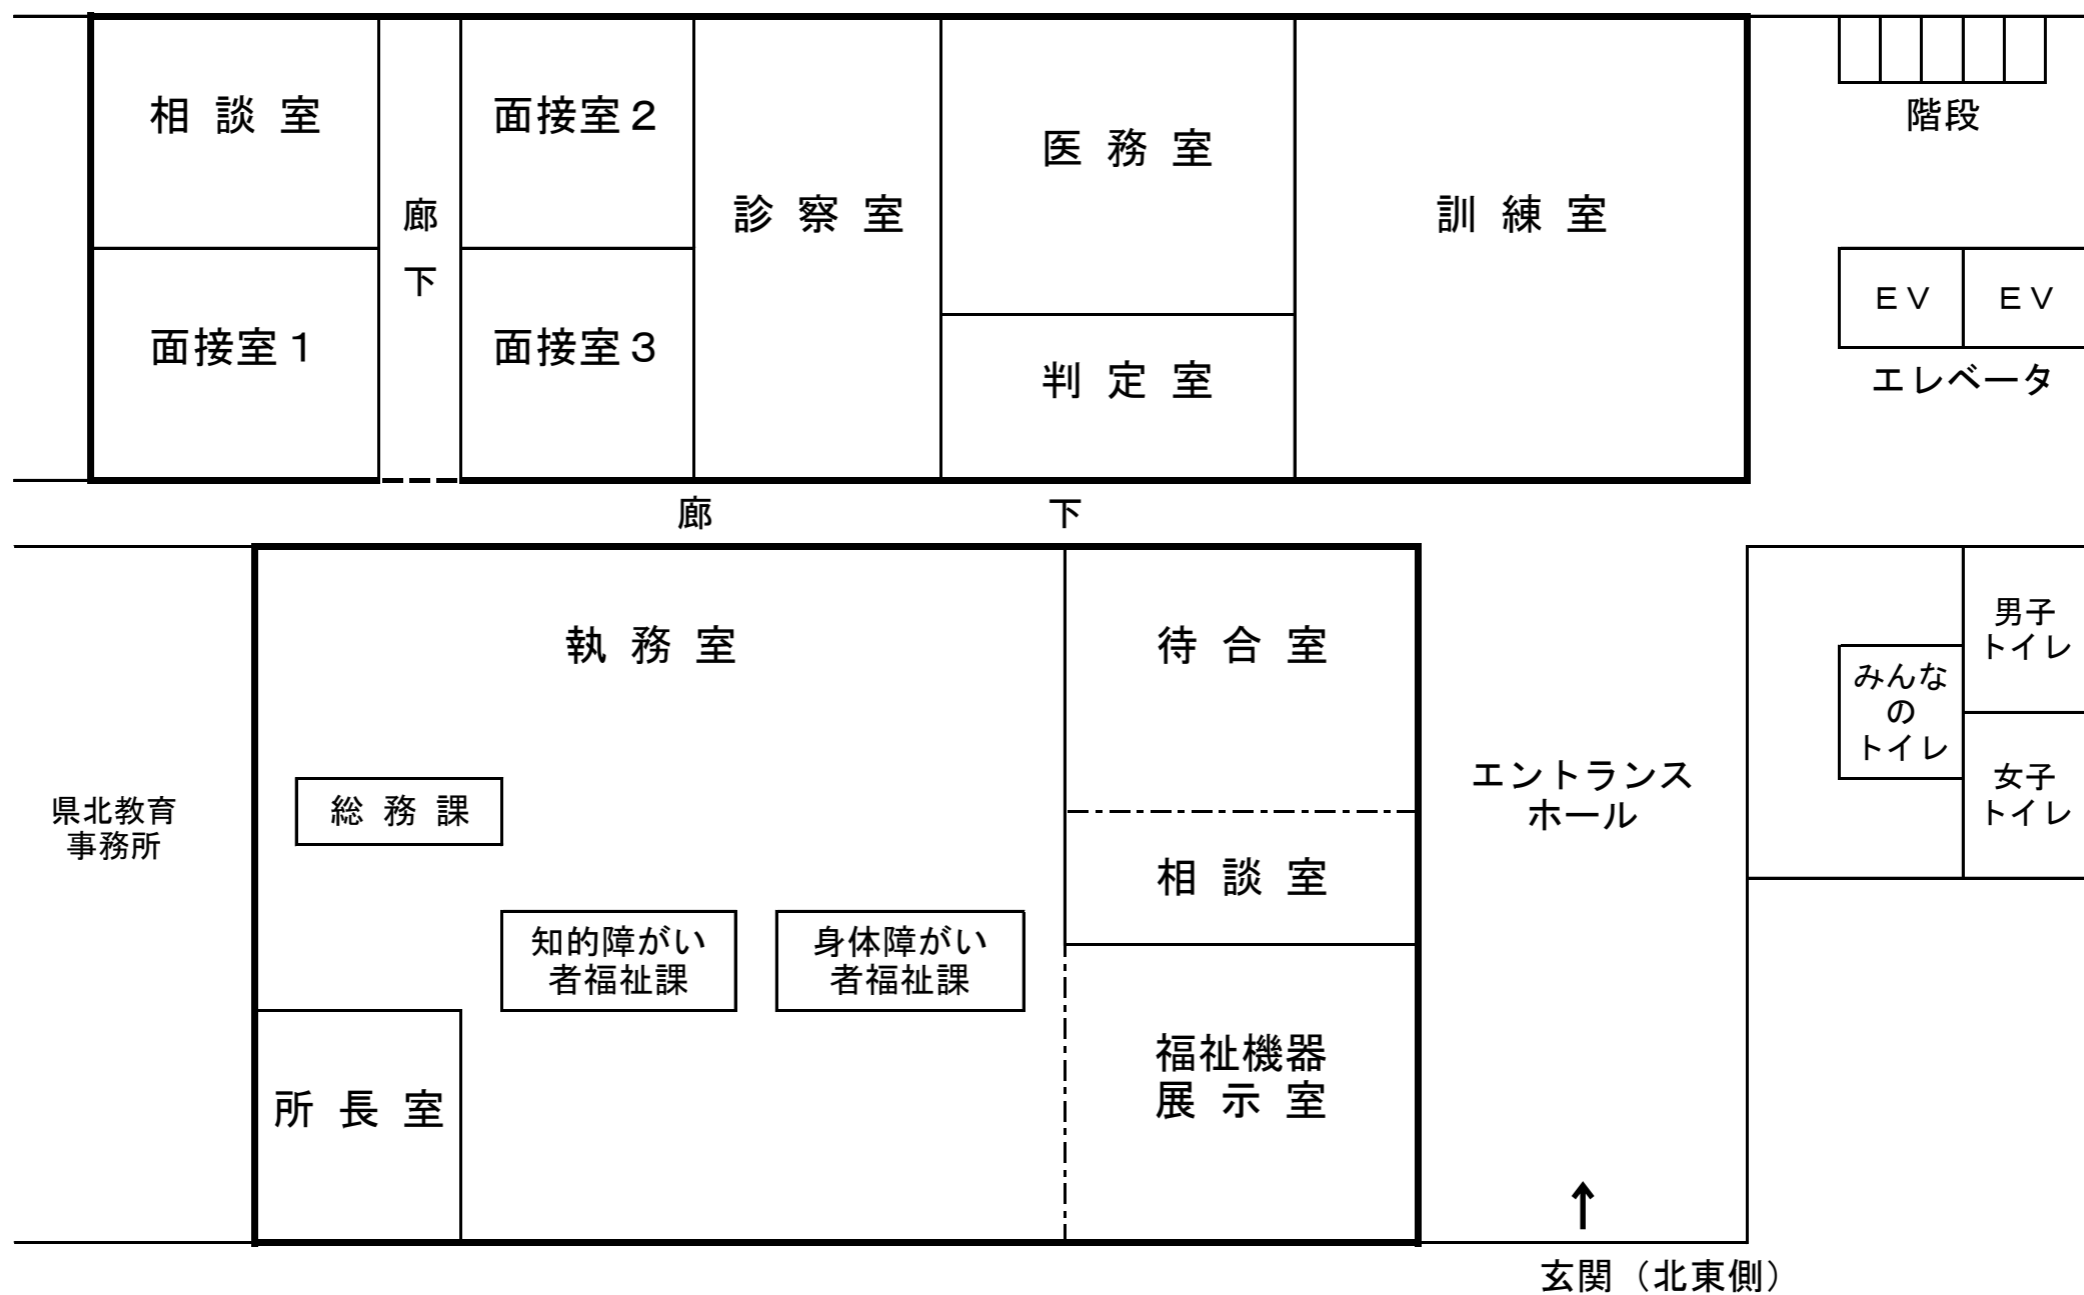 相談室
面接室２
医務室
階段
廊下
診察室
訓練室
ＥＶ
ＥＶ
面接室１
面接室３
判定室
エレベータ
廊下
執務室
待合室
男子
トイレ
みんな
の
トイレ
エントランス
ホール
女子
トイレ
県北教育
事務所
総務課
相談室
知的障がい
者福祉課
身体障がい
者福祉課
福祉機器
展示室
所長室
↑
玄関（北東側）